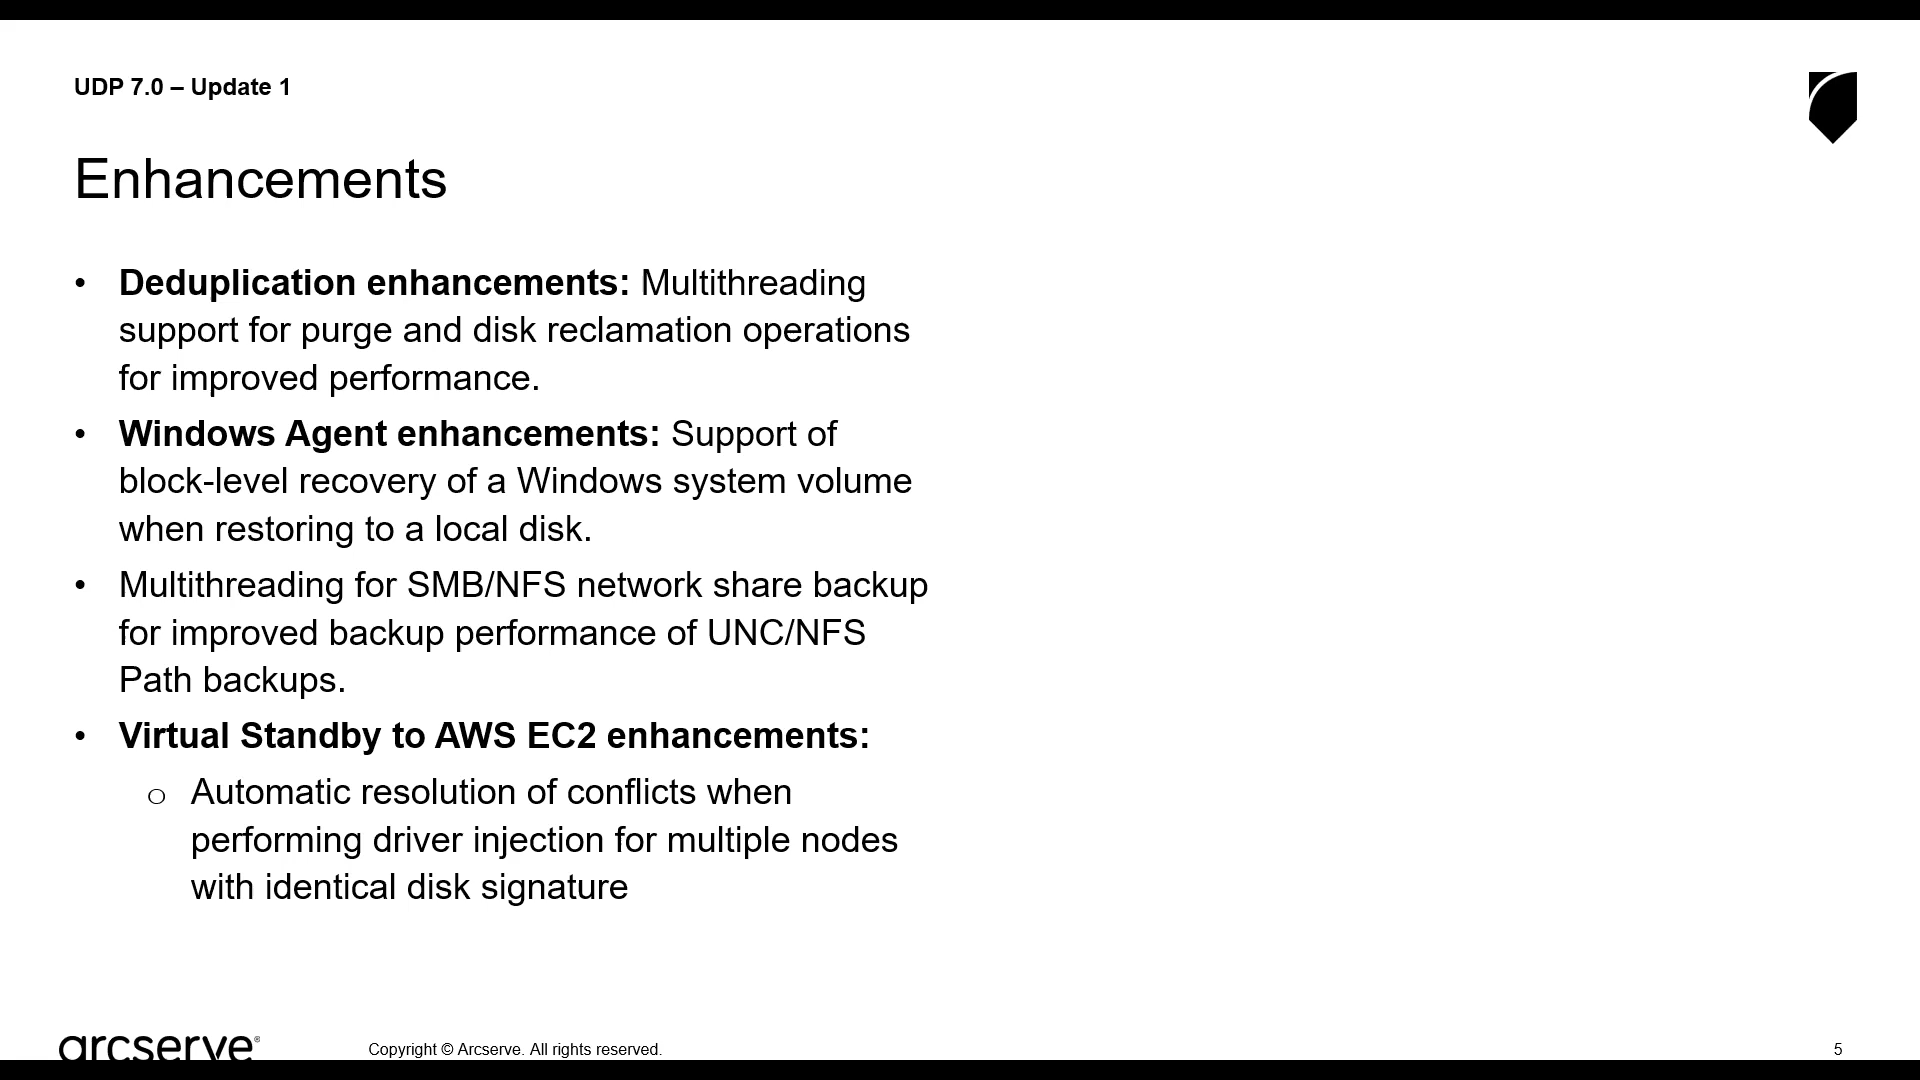 UDP 7.0 – Update 1
Enhancements
• Deduplication enhancements: Multithreading
support for purge and disk reclamation operations
for improved performance.
• Windows Agent enhancements: Support of
block-level recovery of a Windows system volume
when restoring to a local disk.
• Multithreading for SMB/NFS network share backup
for improved backup performance of UNC/NFS
Path backups.
• Virtual Standby to AWS EC2 enhancements:
o Automatic resolution of conflicts when
performing driver injection for multiple nodes
with identical disk signature
arcserve®
Copyright © Arcserve. All rights reserved.
5